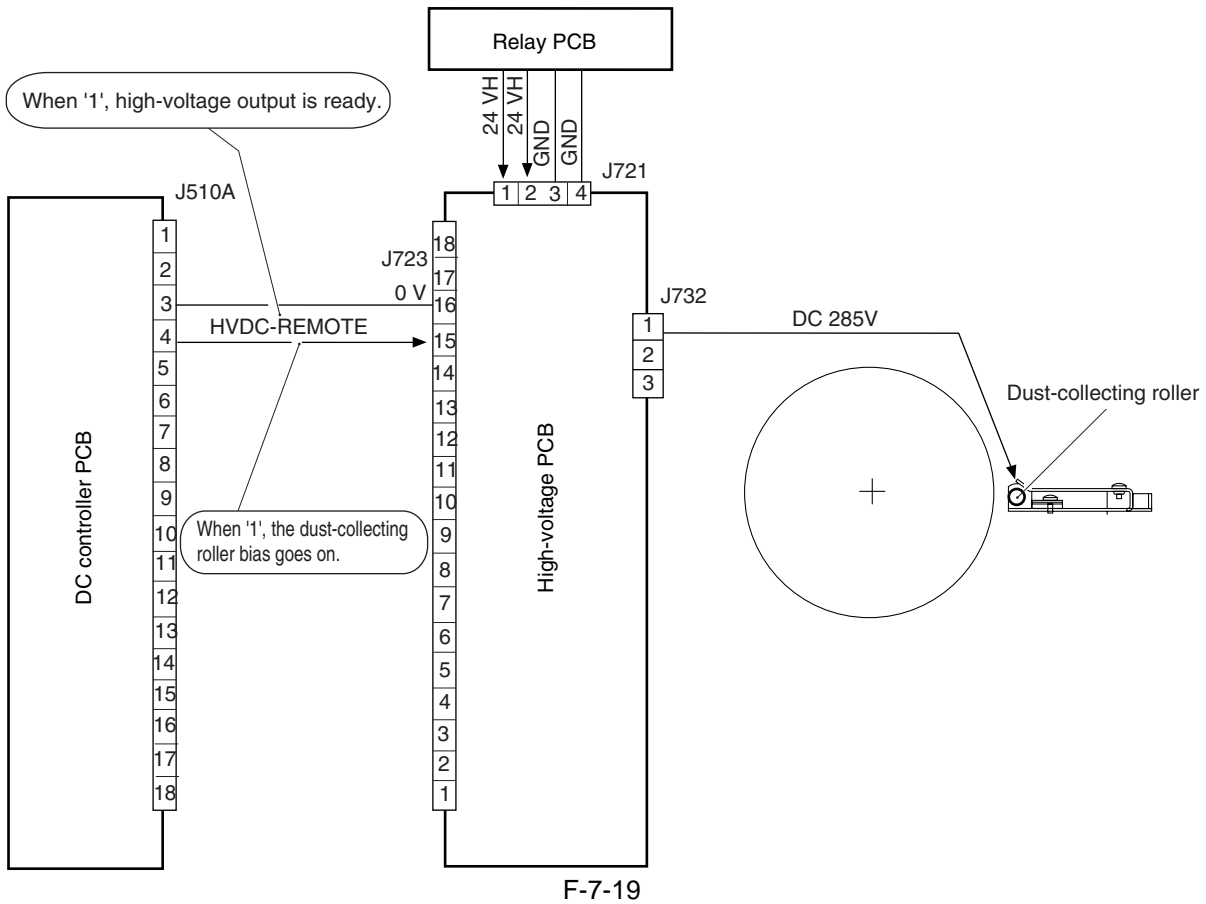 Relay PCB
When '1', high-voltage output is ready.
24 VH
24 VH
GND
GND
J721
1 2 3 4
J510A
1
2
3
4
5
6
7
8
9
10
11
12
13
14
15
16
17
18
DC controller PCB
J723
0 V
HVDC-REMOTE
When '1', the dust-collecting
roller bias goes on.
18
17
16
15
14
13
12
11
10
9
8
7
6
5
4
3
2
1
High-voltage PCB
J732
1
2
3
DC 285V
Dust-collecting roller
F-7-19